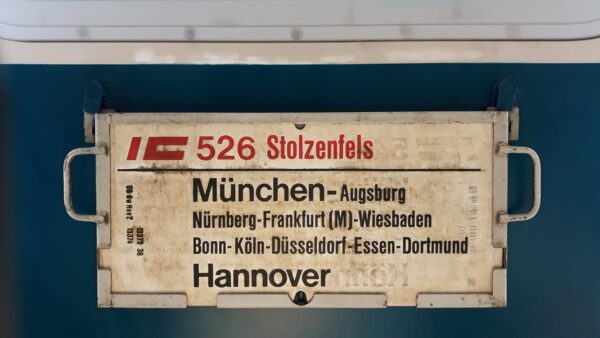 IC 526 Stolzenfels
München-Augsburg
Nürnberg-Frankfurt (M)-Wiesbaden
Bonn-Köln-Düsseldorf-Essen-Dortmund
Hannover